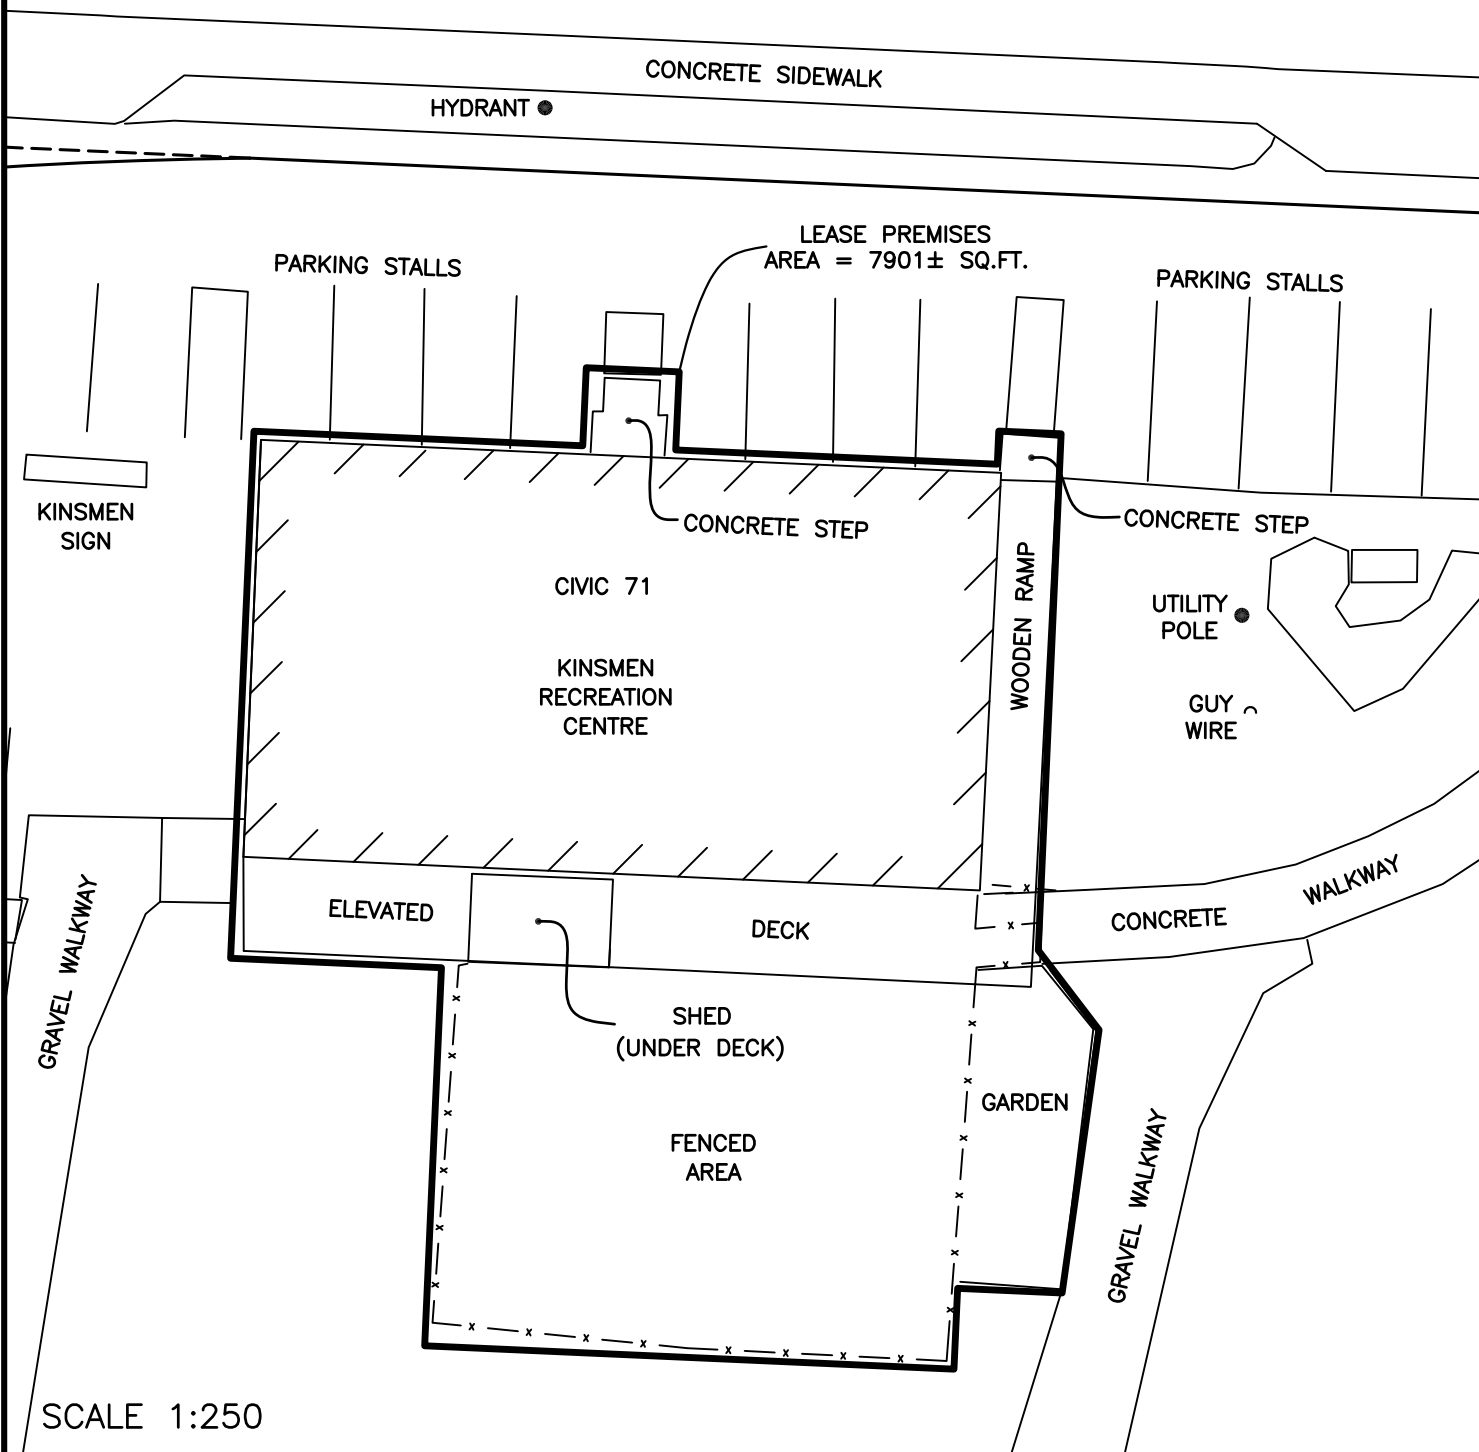 CONCRETE SIDEWALK
HYDRANT
LEASE PREMISES
AREA = 7901± SQ.FT.
PARKING STALLS
PARKING STALLS
KINSMEN
SIGN
CONCRETE STEP
CONCRETE STEP
CIVIC 71
WOODEN RAMP
UTILITY
POLE
KINSMEN
RECREATION
CENTRE
GUY
WIRE
ELEVATED
DECK
CONCRETE WALKWAY
GRAVEL WALKWAY
SHED
(UNDER DECK)
GARDEN
FENCED
AREA
GRAVEL WALKWAY
SCALE 1:250